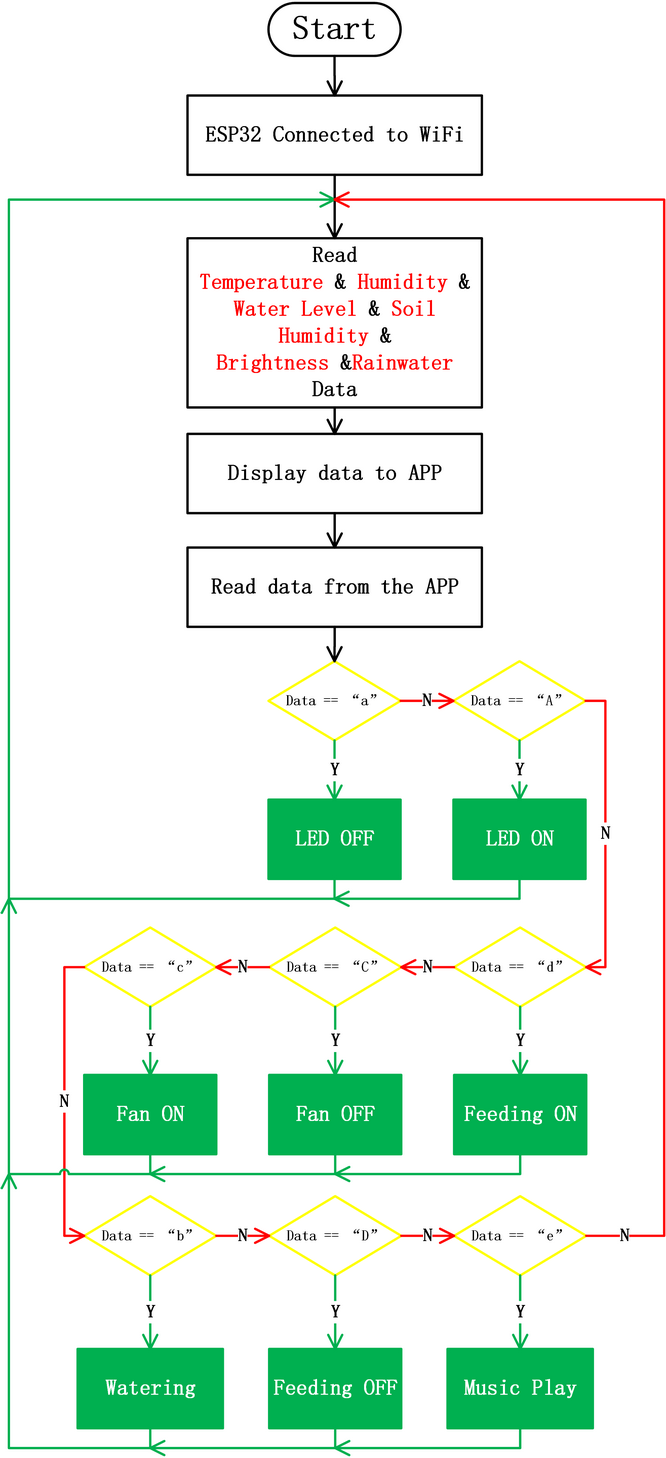 Start
ESP32 Connected to WiFi
Read
Temperature & Humidity &
Water Level & Soil
Humidity &
Brightness &Rainwater
Data
Display data to APP
Read data from the APP
Data == “a”
N
Data == “A”
Y
Y
N
LED OFF
LED ON
Data == “c”
N
Data == “C”
N
Data == “d”
Y
Y
Y
N
Fan ON
Fan OFF
Feeding ON
Data == “b”
N
Data == “D”
N
Data == “e”
N
Y
Y
Y
Watering
Feeding OFF
Music Play